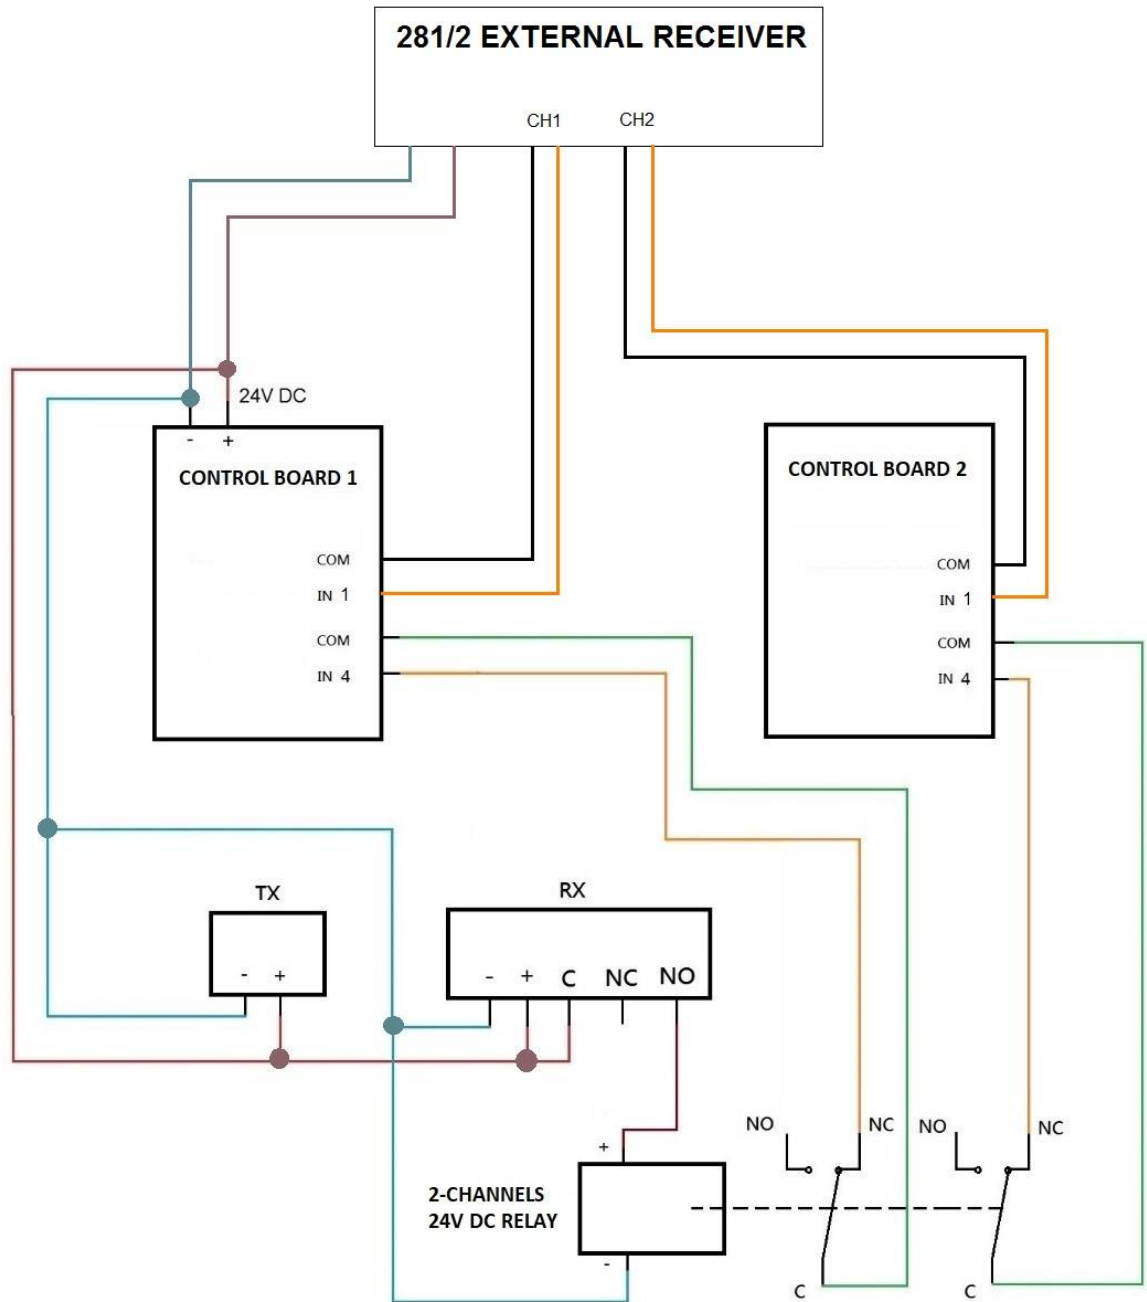 281/2 EXTERNAL RECEIVER
CH1
CH2
24V DC
- +
CONTROL BOARD 1
COM
IN 1
COM
IN 4
CONTROL BOARD 2
COM
IN 1
COM
IN 4
TX
- +
RX
- + C NC NO
NO
NC
NO
NC
+
2-CHANNELS
24V DC RELAY
-
C
C